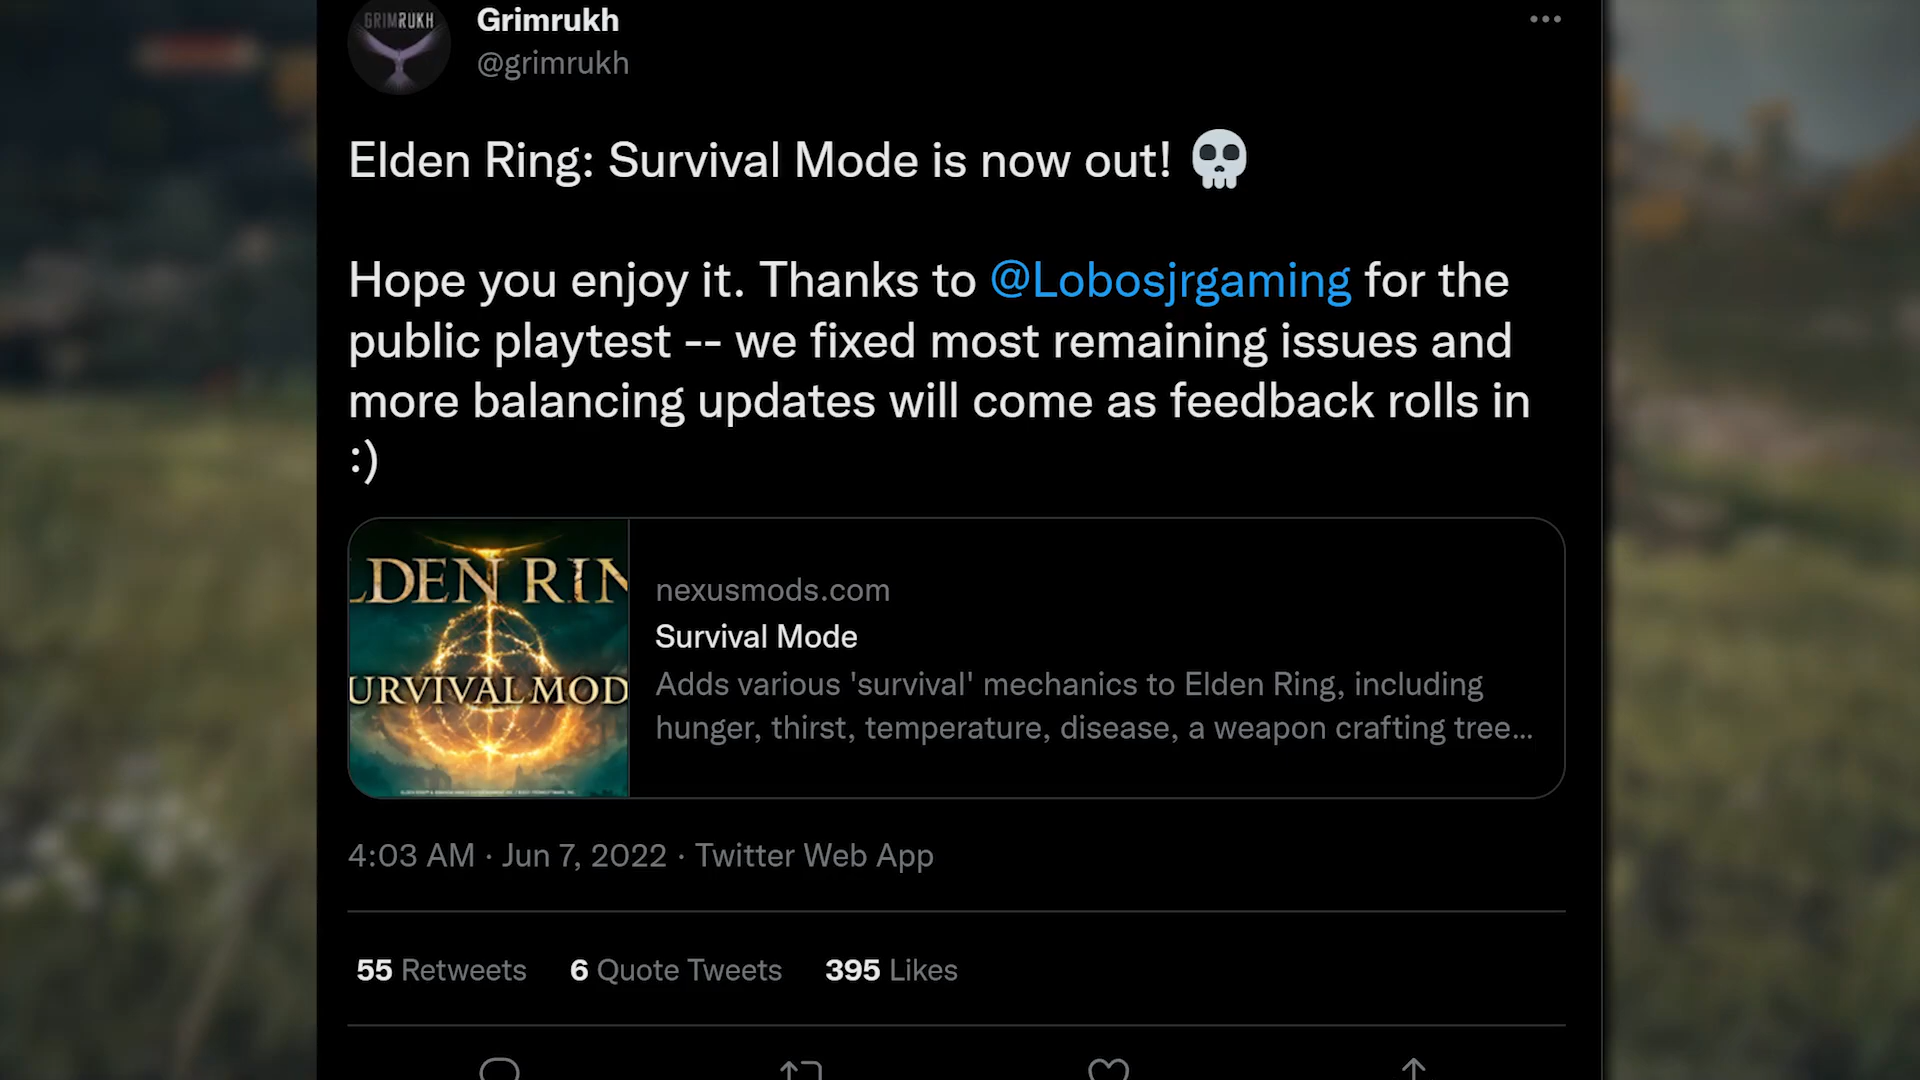 GRIMRUKH
Grimrukh
@grimrukh
Elden Ring: Survival Mode is now out! 💀
Hope you enjoy it. Thanks to @Lobosjrgaming for the
public playtest -- we fixed most remaining issues and
more balancing updates will come as feedback rolls in
:)
LDEN RIN
URVIVAL MOD
nexusmods.com
Survival Mode
Adds various 'survival' mechanics to Elden Ring, including
hunger, thirst, temperature, disease, a weapon crafting tree...
4:03 AM · Jun 7, 2022 · Twitter Web App
55 Retweets 6 Quote Tweets 395 Likes